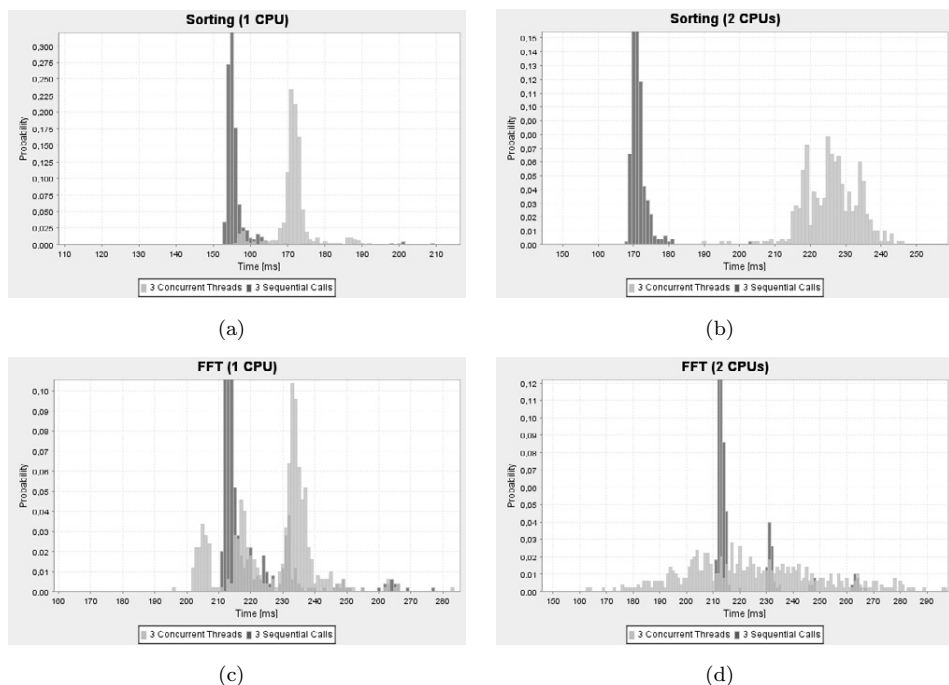 Sorting (1 CPU)
Probability
0,300
0,275
0,250
0,225
0,200
0,175
0,150
0,125
0,100
0,075
0,050
0,025
0,000
110 120 130 140 150 160 170 180 190 200 210
Time [ms]
3 Concurrent Threads 3 Sequential Calls
(a)
Sorting (2 CPUs)
Probability
0,15
0,14
0,13
0,12
0,11
0,10
0,09
0,08
0,07
0,06
0,05
0,04
0,03
0,02
0,01
0,00
150 160 170 180 190 200 210 220 230 240 250
Time [ms]
3 Concurrent Threads 3 Sequential Calls
(b)
FFT (1 CPU)
Probability
0,10
0,09
0,08
0,07
0,06
0,05
0,04
0,03
0,02
0,01
0,00
160 170 180 190 200 210 220 230 240 250 260 270 280
Time [ms]
3 Concurrent Threads 3 Sequential Calls
(c)
FFT (2 CPUs)
Probability
0,12
0,11
0,10
0,09
0,08
0,07
0,06
0,05
0,04
0,03
0,02
0,01
0,00
150 160 170 180 190 200 210 220 230 240 250 260 270 280 290
Time [ms]
3 Concurrent Threads 3 Sequential Calls
(d)